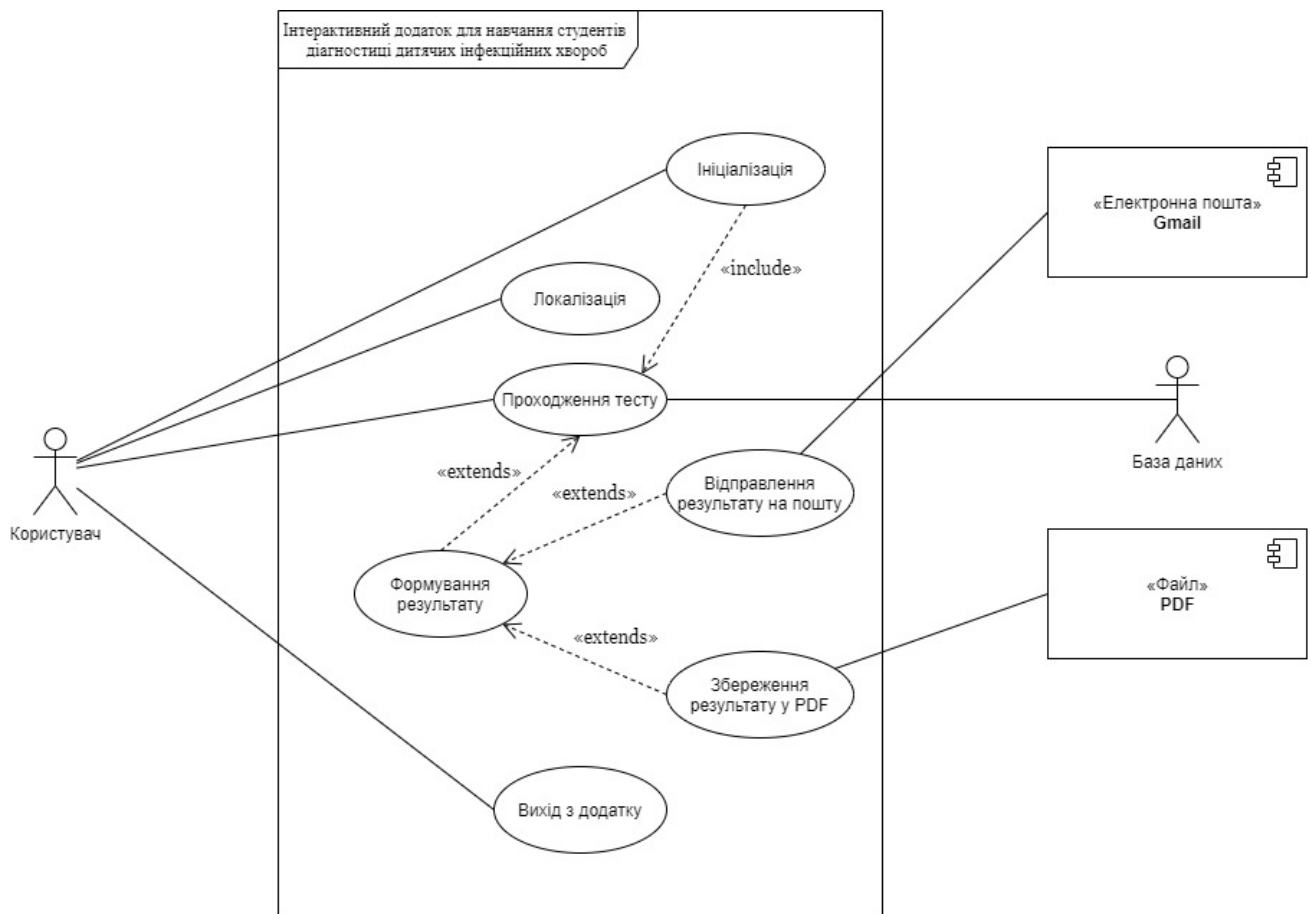 Інтерактивний додаток для навчання студентів
діагностиці дитячих інфекційних хвороб
Ініціалізація
«Електронна пошта»
Gmail
«include»
Локалізація
Проходження тесту
База даних
«extends»
«extends»
Відправлення
результату на пошту
Користувач
Формування
результату
«Файл»
PDF
«extends»
Збереження
результату у PDF
Вихід з додатку